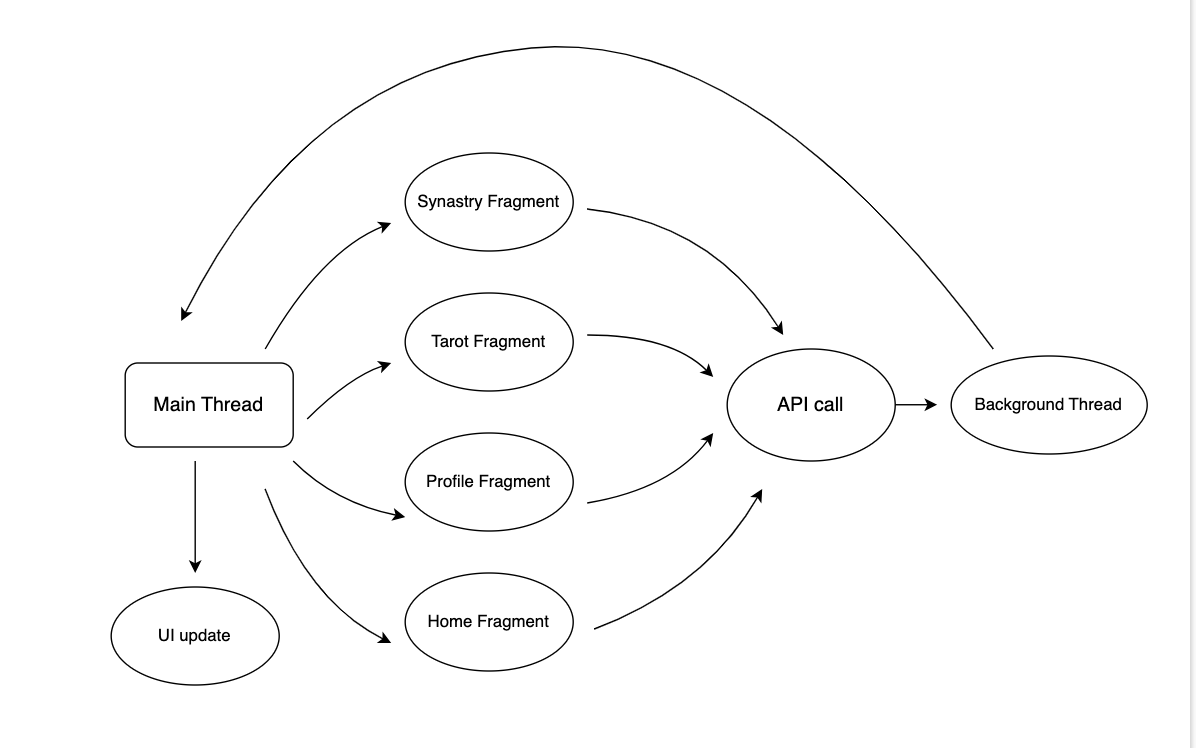 Synastry Fragment
Tarot Fragment
Main Thread
API call
Background Thread
Profile Fragment
Home Fragment
UI update